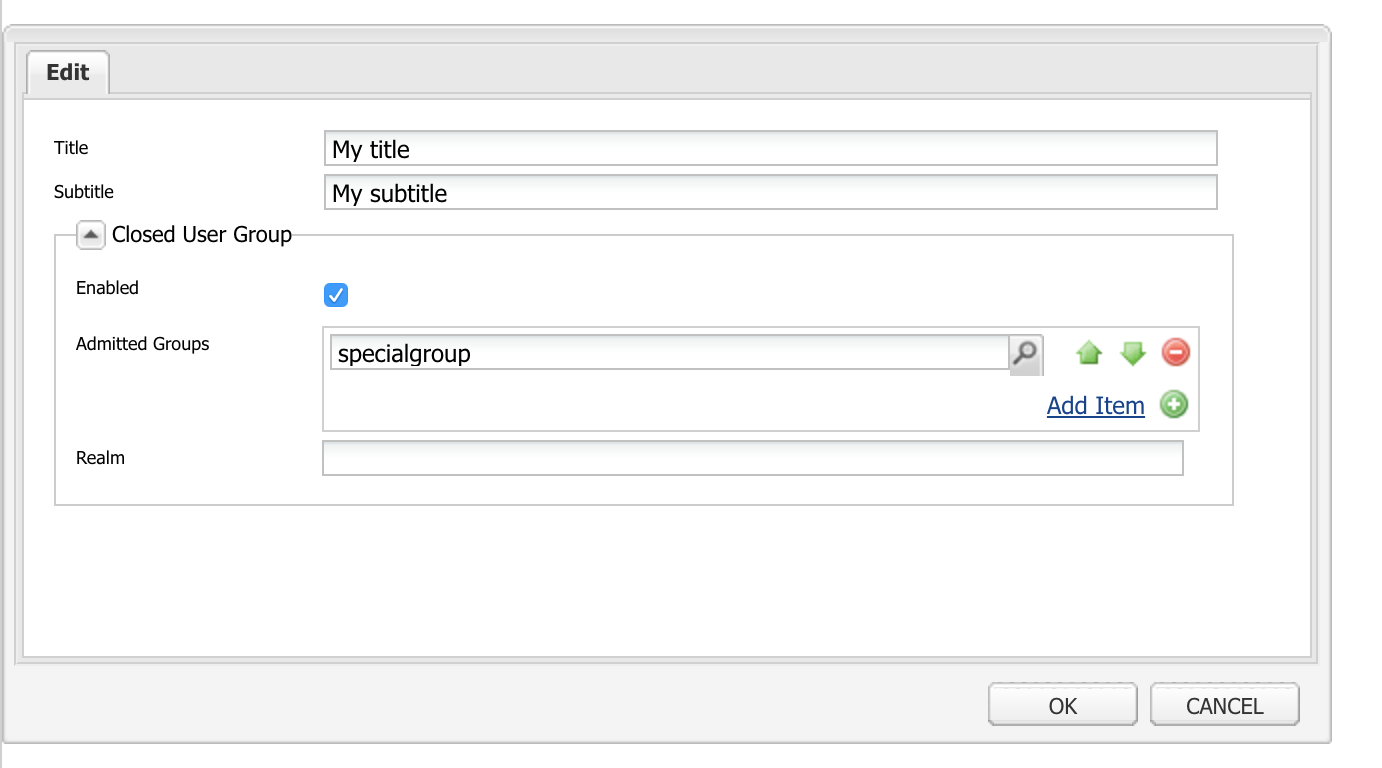 Edit
Title
My title
Subtitle
My subtitle
Closed User Group
Enabled
Admitted Groups
specialgroup
Add Item
Realm
OK
CANCEL